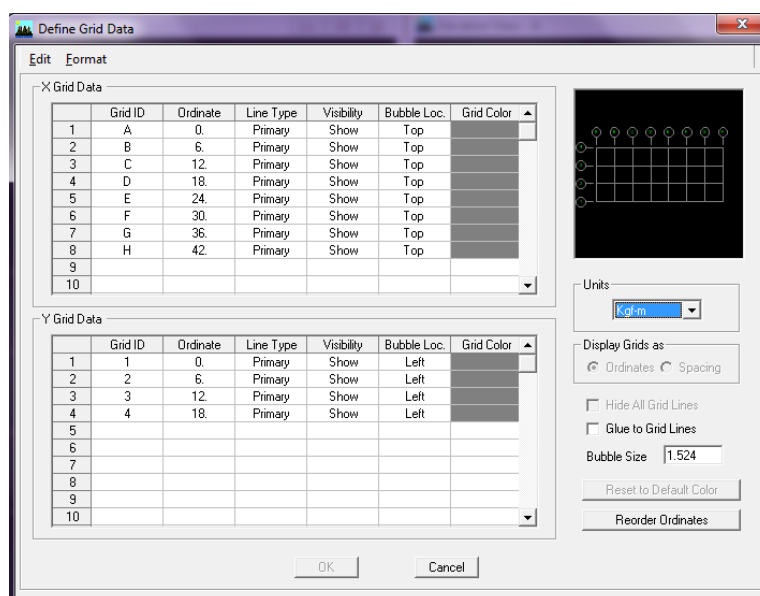 Define Grid Data
Edit Format
X Grid Data
Grid ID Ordinate Line Type Visibility Bubble Loc. Grid Color
1 A 0. Primary Show Top
2 B 6. Primary Show Top
3 C 12. Primary Show Top
4 D 18. Primary Show Top
5 E 24. Primary Show Top
6 F 30. Primary Show Top
7 G 36. Primary Show Top
8 H 42. Primary Show Top
9
10
Y Grid Data
Grid ID Ordinate Line Type Visibility Bubble Loc. Grid Color
1 1 0. Primary Show Left
2 2 6. Primary Show Left
3 3 12. Primary Show Left
4 4 18. Primary Show Left
5
6
7
8
9
10
Units
Kgf-m
Display Grids as
Ordinates Spacing
Hide All Grid Lines
Glue to Grid Lines
Bubble Size 1.524
Reset to Default Color
Reorder Ordinates
OK Cancel